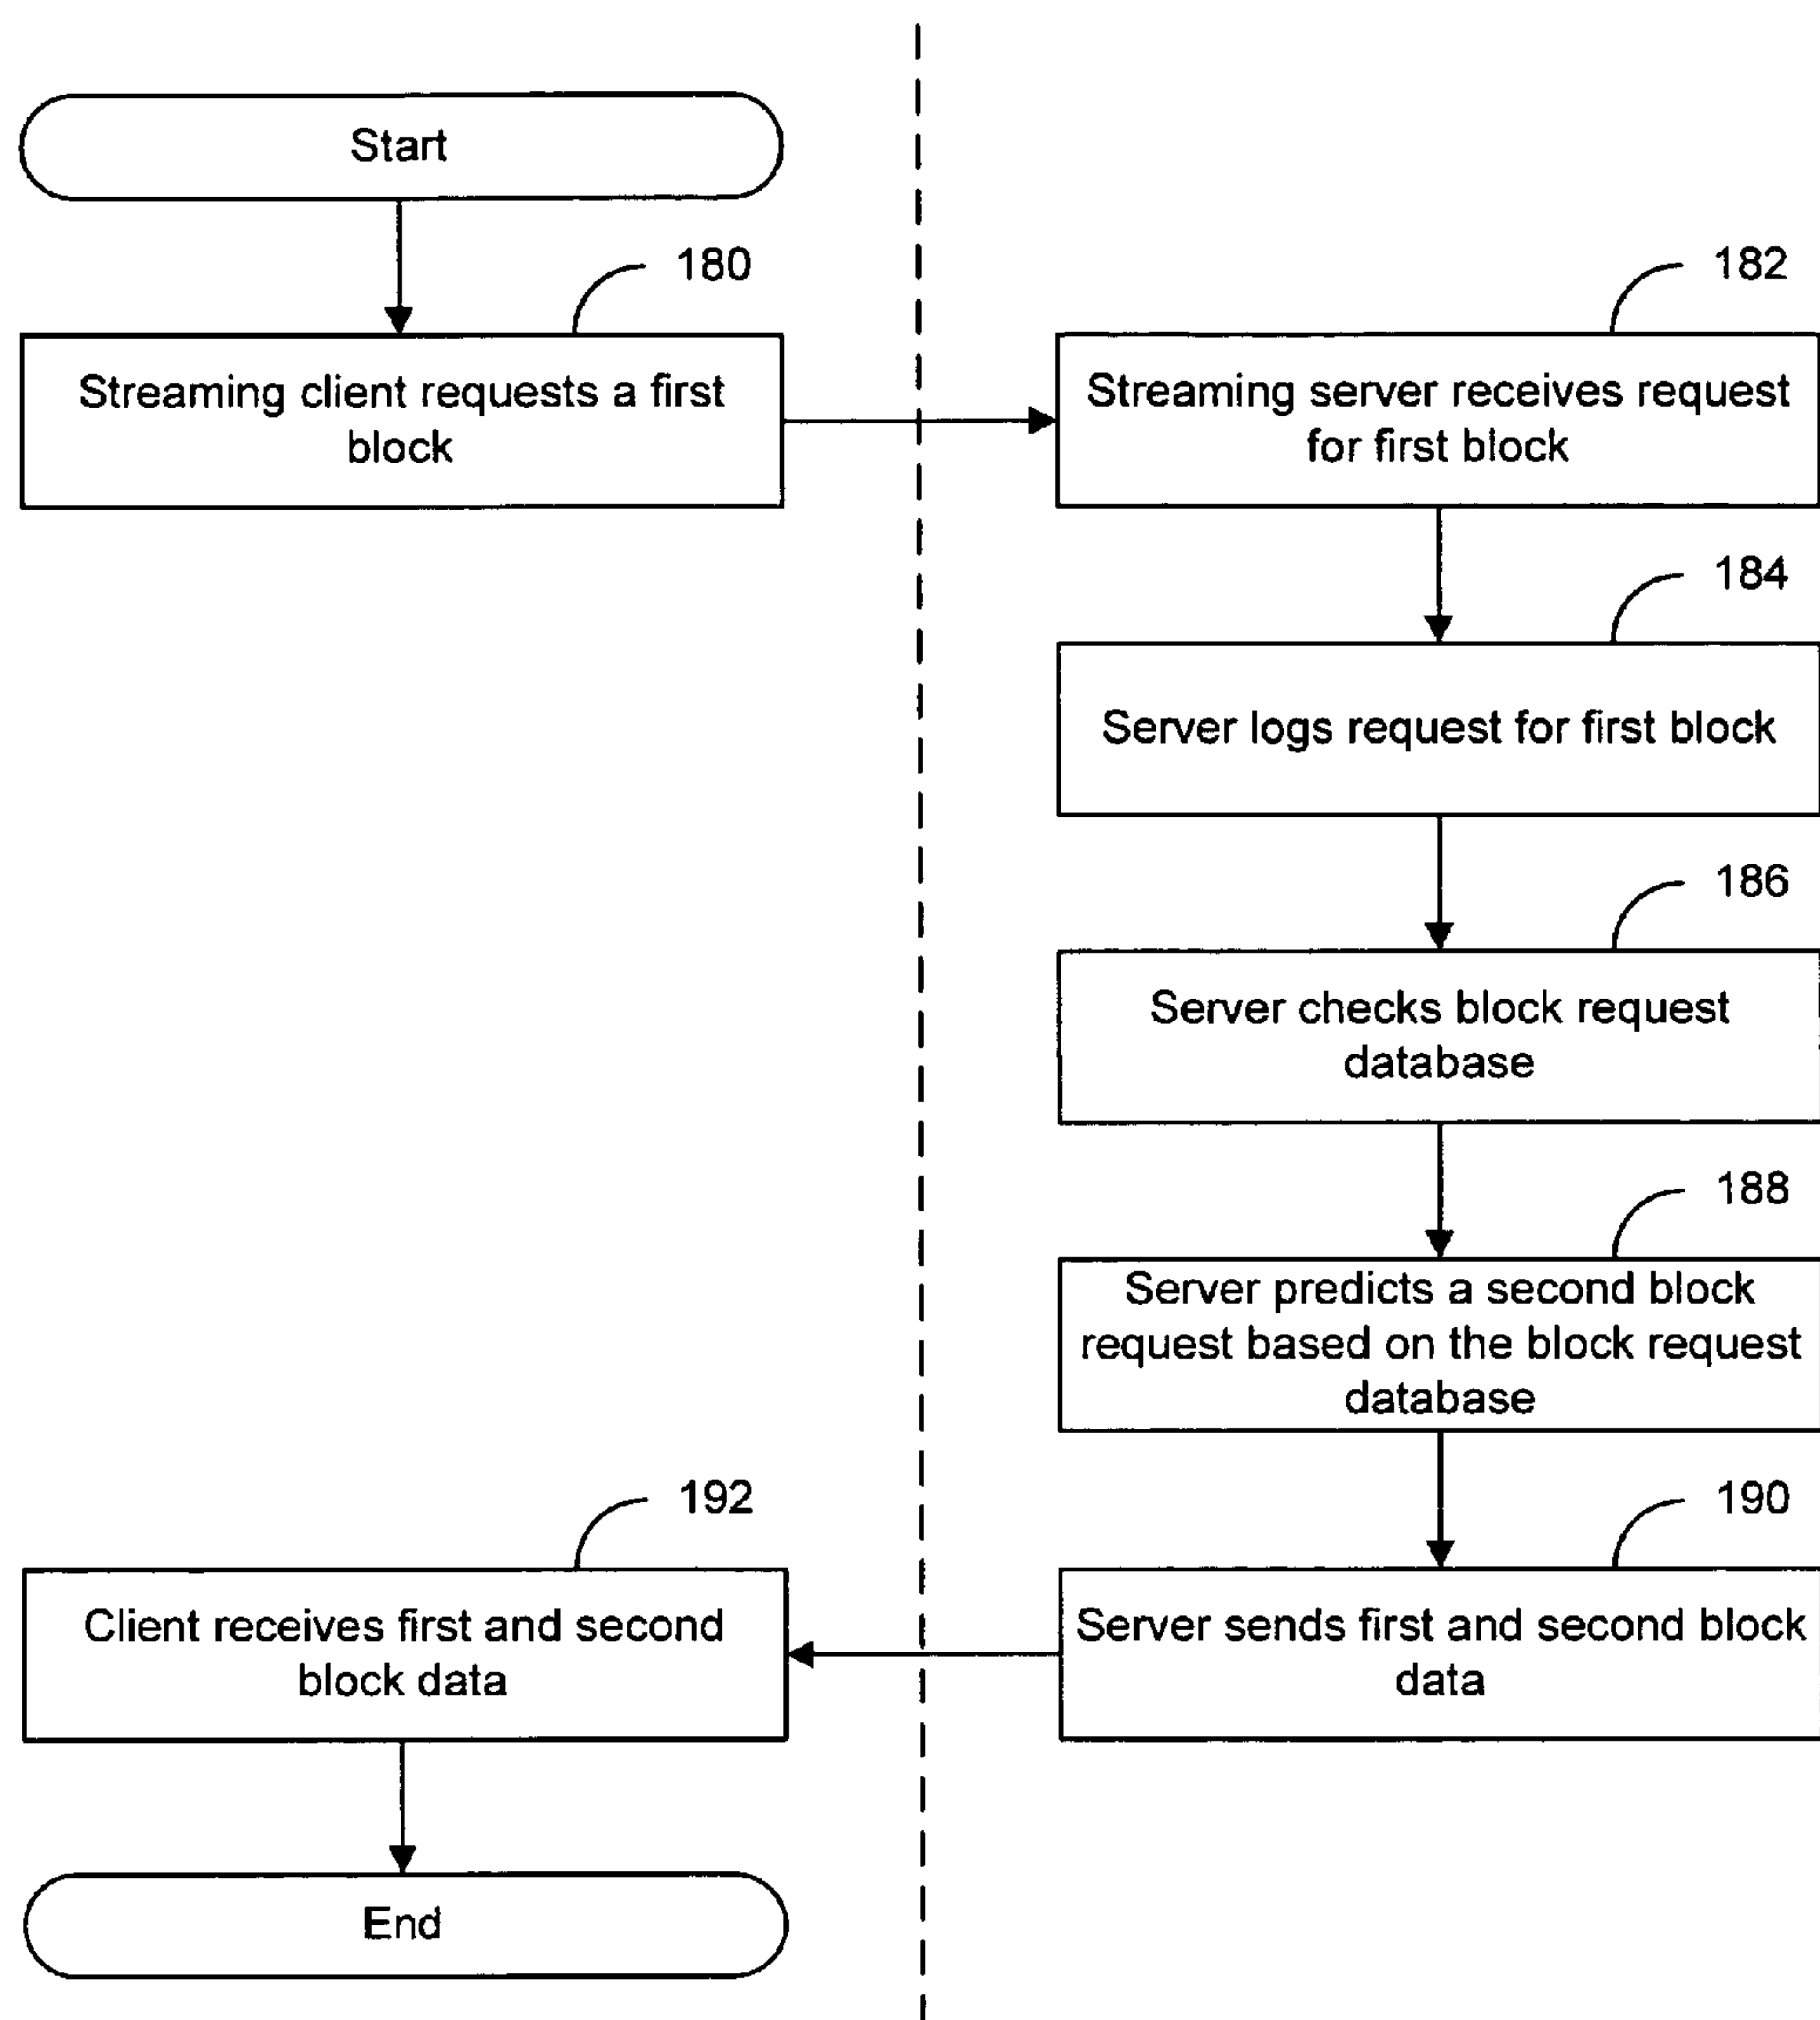 Start
180
Streaming client requests a first
block
182
Streaming server receives request
for first block
184
Server logs request for first block
186
Server checks block request
database
188
Server predicts a second block
request based on the block request
database
190
Server sends first and second block
data
192
Client receives first and second
block data
End